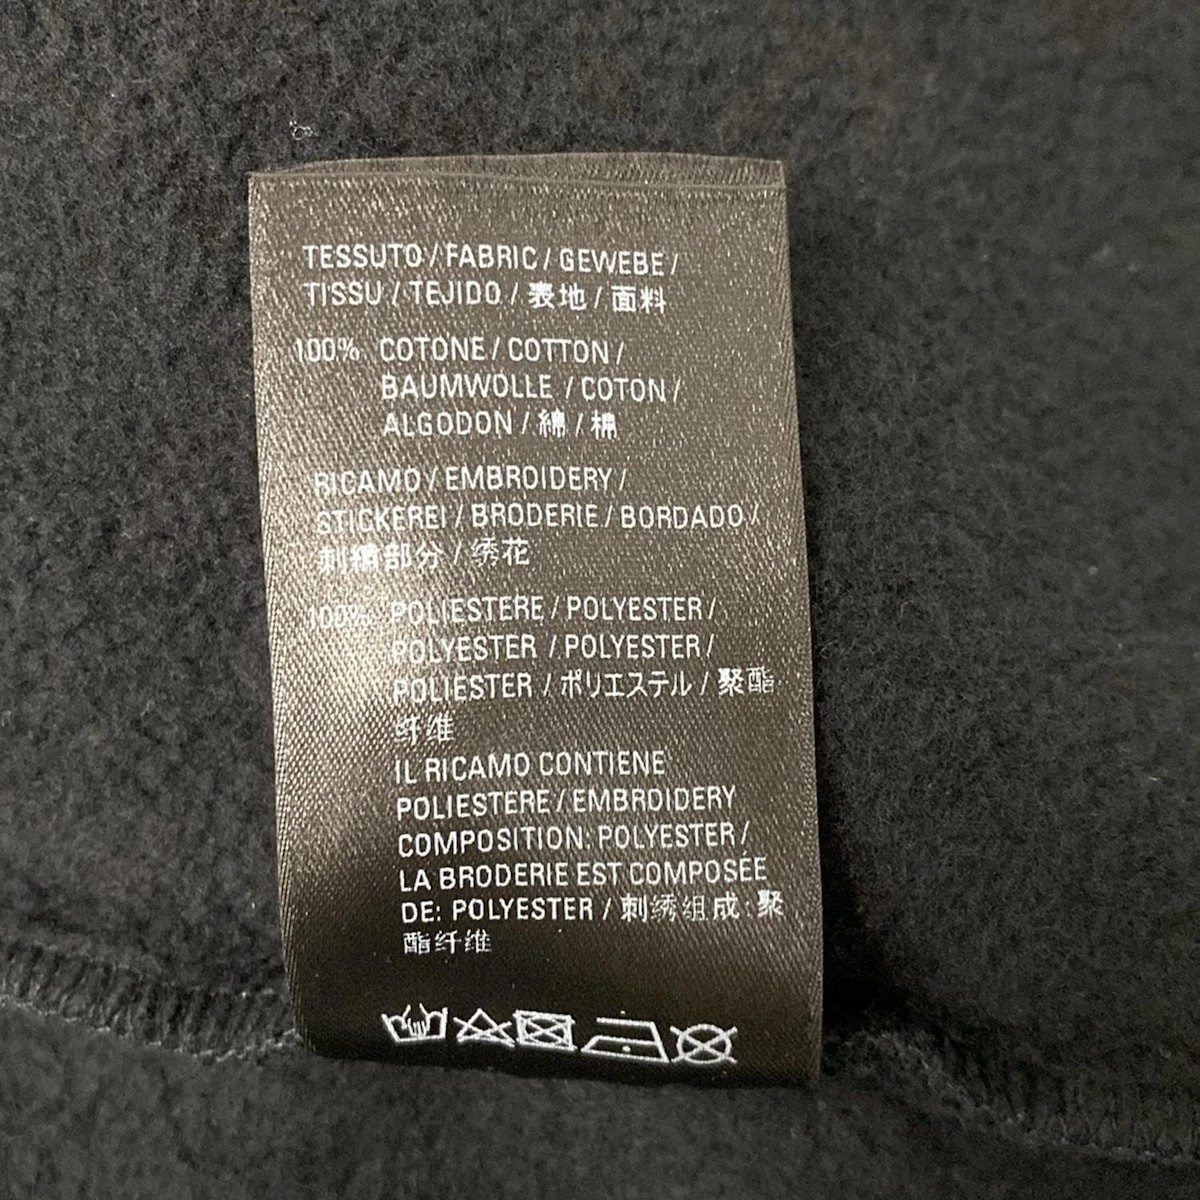 TESSUTO / FABRIC / GEWEBE /
TISSU / TEJIDO / 表地 / 面料
100% COTONE / COTTON /
BAUMWOLLE / COTON /
ALGODON / 綿 / 棉
RICAMO / EMBROIDERY /
STICKEREI / BRODERIE / BORDADO /
刺繍部分 / 绣花
100% POLIESTERE / POLYESTER /
POLYESTER / POLYESTER /
POLIESTER / ポリエステル / 聚酯
纤维
IL RICAMO CONTIENE
POLIESTERE / EMBROIDERY
COMPOSITION: POLYESTER /
LA BRODERIE EST COMPOSÉE
DE: POLYESTER / 刺绣组成: 聚
酯纤维